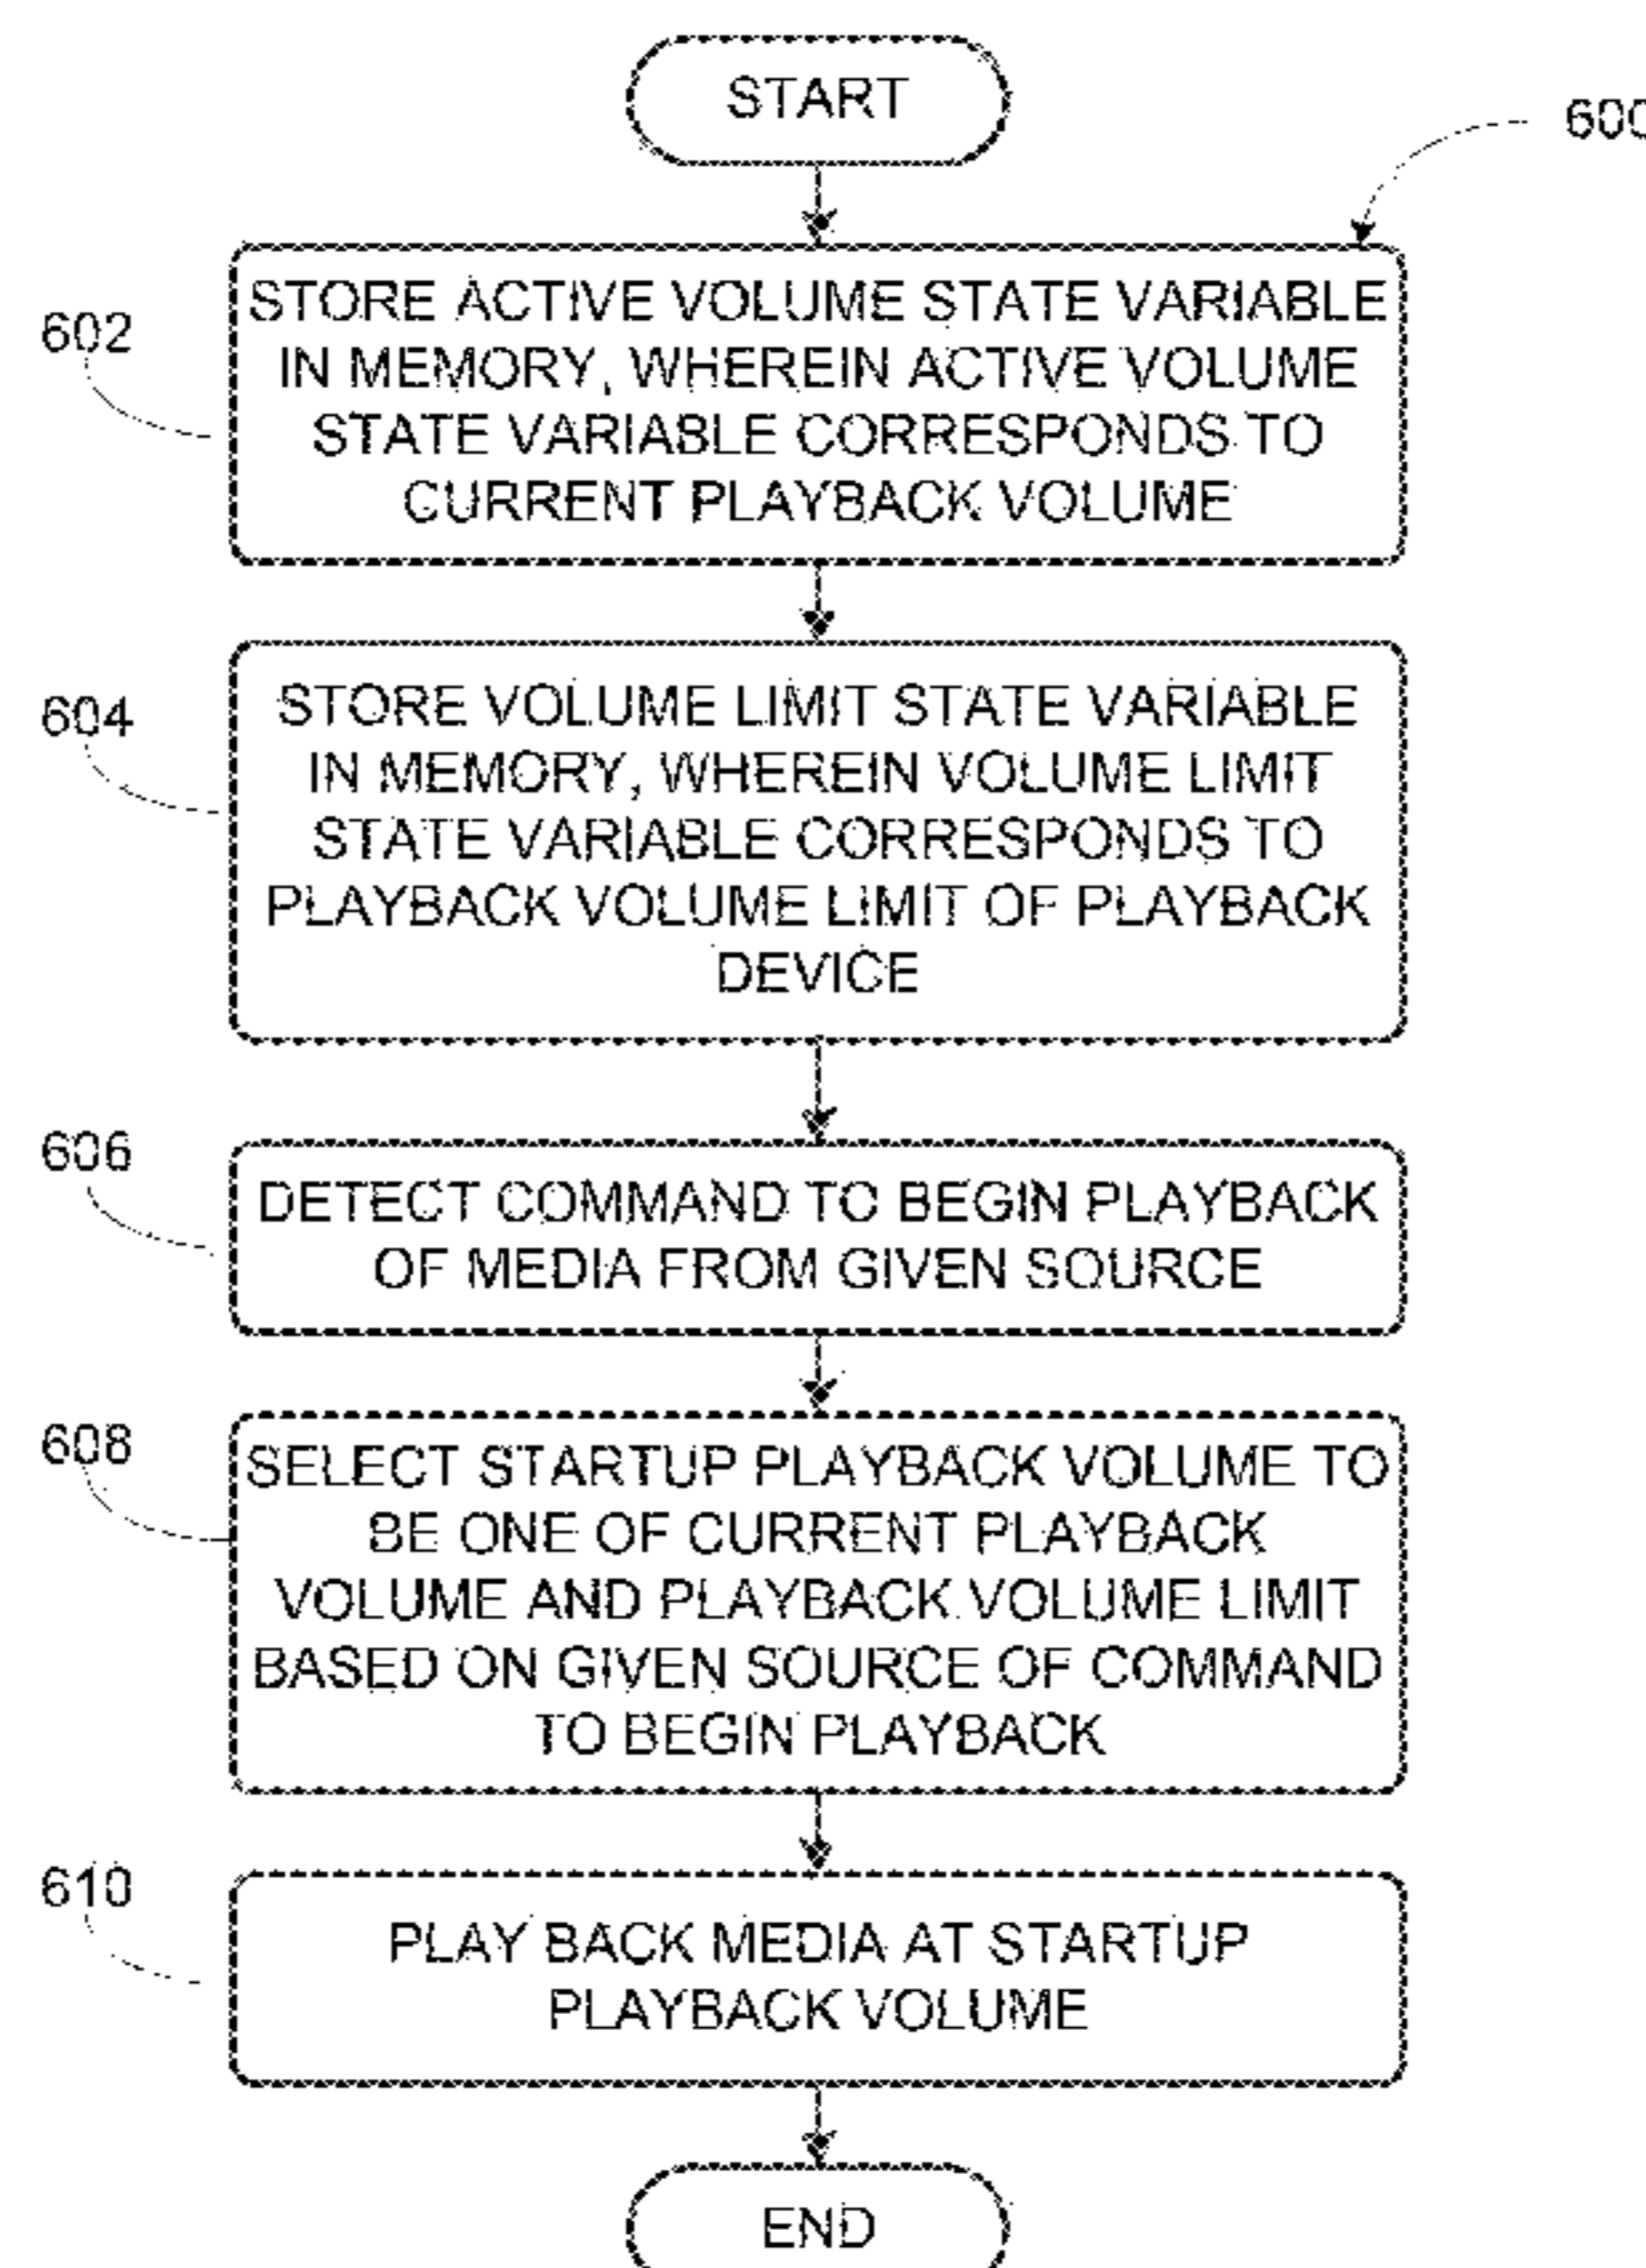 START
600
602
STORE ACTIVE VOLUME STATE VARIABLE
IN MEMORY, WHEREIN ACTIVE VOLUME
STATE VARIABLE CORRESPONDS TO
CURRENT PLAYBACK VOLUME
604
STORE VOLUME LIMIT STATE VARIABLE
IN MEMORY, WHEREIN VOLUME LIMIT
STATE VARIABLE CORRESPONDS TO
PLAYBACK VOLUME LIMIT OF PLAYBACK
DEVICE
606
DETECT COMMAND TO BEGIN PLAYBACK
OF MEDIA FROM GIVEN SOURCE
608
SELECT STARTUP PLAYBACK VOLUME TO
BE ONE OF CURRENT PLAYBACK
VOLUME AND PLAYBACK VOLUME LIMIT
BASED ON GIVEN SOURCE OF COMMAND
TO BEGIN PLAYBACK
610
PLAY BACK MEDIA AT STARTUP
PLAYBACK VOLUME
END